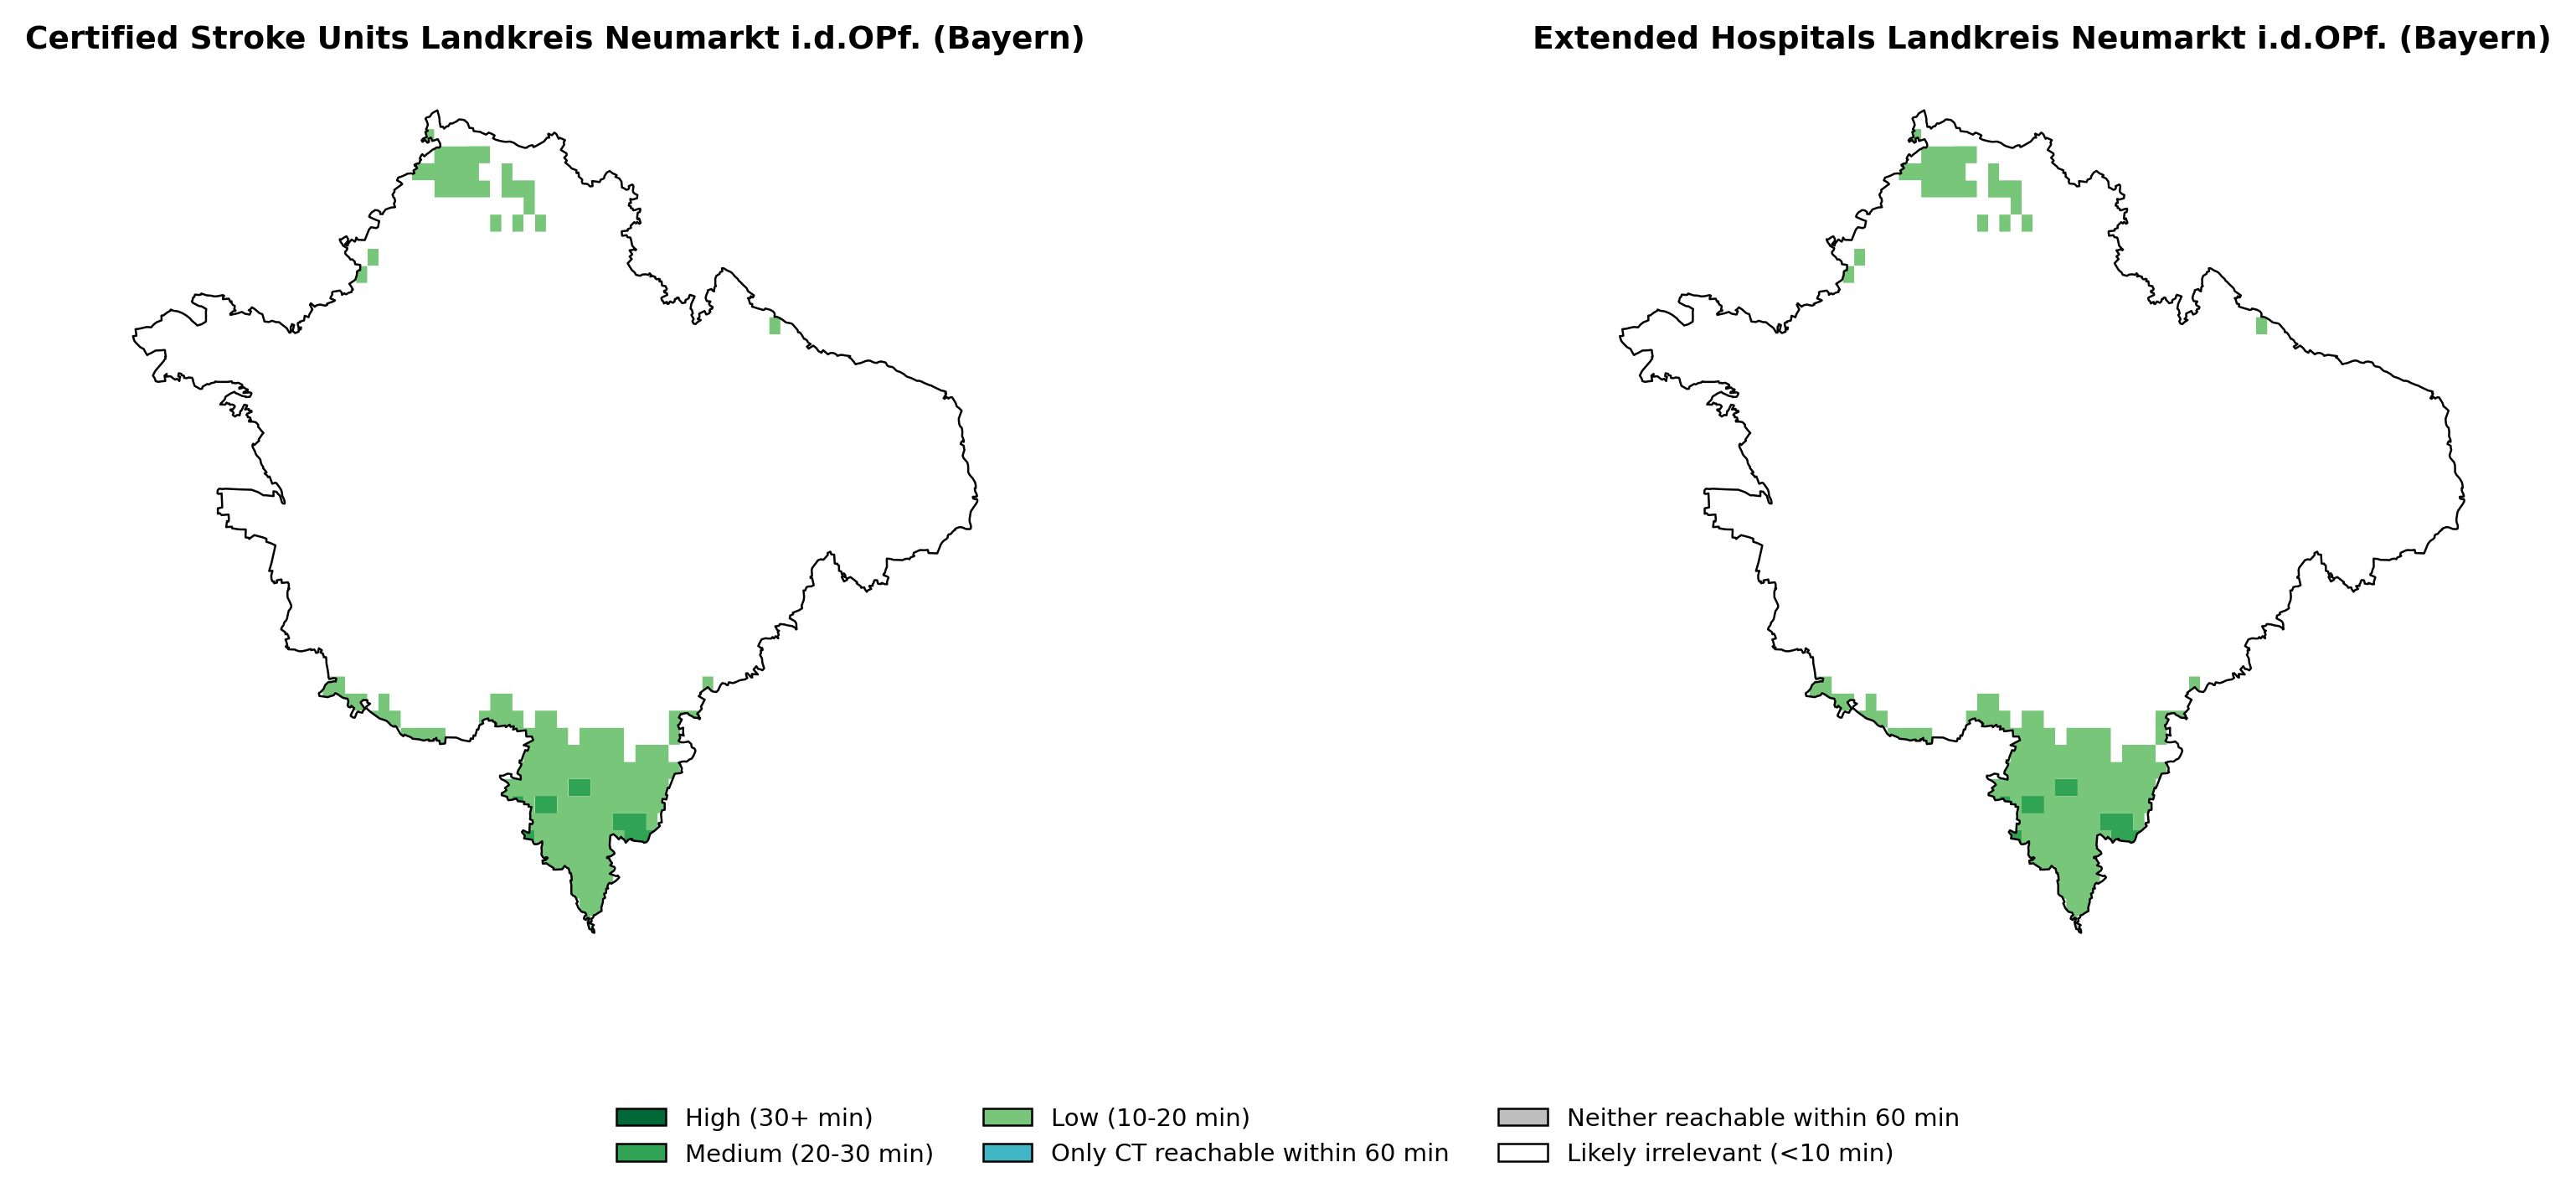 Certified Stroke Units Landkreis Neumarkt i.d.OPf. (Bayern)
Extended Hospitals Landkreis Neumarkt i.d.OPf. (Bayern)
High (30+ min)
Medium (20-30 min)
Low (10-20 min)
Only CT reachable within 60 min
Neither reachable within 60 min
Likely irrelevant (<10 min)